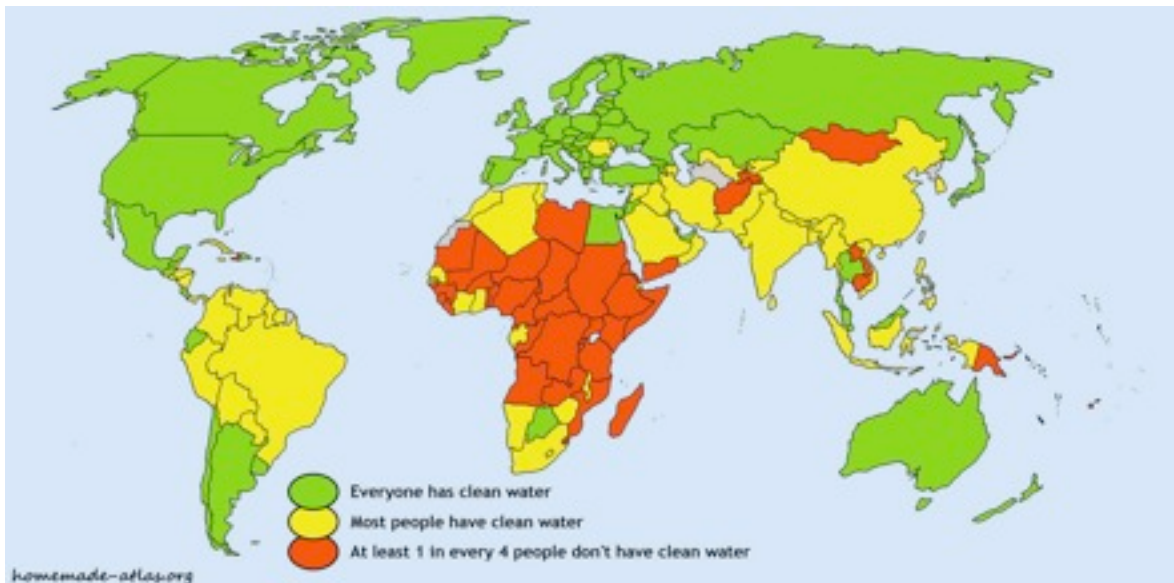 Everyone has clean water
Most people have clean water
At least 1 in every 4 people don't have clean water
homemade-atlas.org